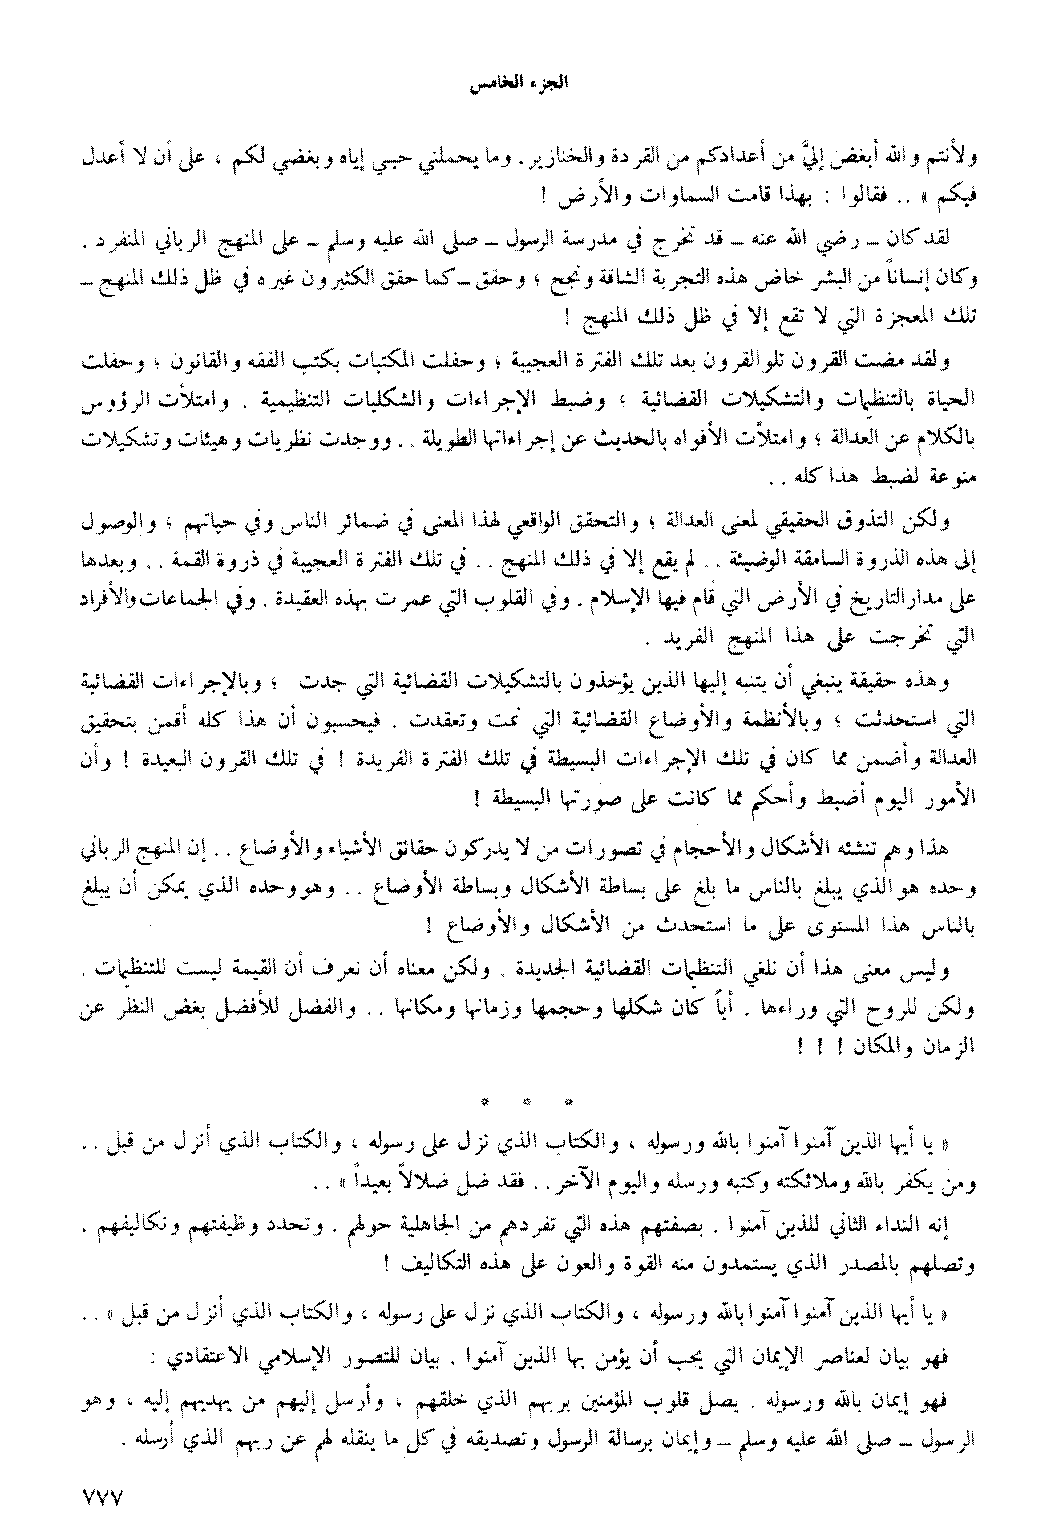 الجزء الخامس
ولأنتم والله أبغض إليَّ من أعدادكم من القردة والخنازير . وما يحملني حبي إياه وبغضي لكم ، على أن لا أعدل
فيكم » .. فقالوا : بهذا قامت السماوات والأرض !
لقد كان – رضي الله عنه – قد تخرج في مدرسة الرسول – صلى الله عليه وسلم – على المنهج الرباني المنفرد .
وكان إنساناً من البشر خاض هذه التجربة الشاقة ونجح ؛ وحقق – كما حقق الكثيرون غيره في ظل ذلك المنهج –
تلك المعجزة التي لا تقع إلا في ظل ذلك المنهج !
ولقد مضت القرون تلو القرون بعد تلك الفترة العجيبة ؛ وحفلت المكتبات بكتب الفقه والقانون ؛ وحفلت
الحياة بالتنظيمات والتشكيلات القضائية ؛ وضبط الإجراءات والشكليات التنظيمية . وامتلأت الرؤوس
بالكلام عن العدالة ؛ وامتلأت الأفواه بالحديث عن إجراءاتها الطويلة .. ووجدت نظريات وهيئات وتشكيلات
منوعة لضبط هذا كله ..
ولكن التذوق الحقيقي لمعنى العدالة ؛ والتحقق الواقعي لهذا المعنى في ضمائر الناس وفي حياتهم ؛ والوصول
إلى هذه الذروة السامقة الوضيئة .. لم يقع إلا في ذلك المنهج .. في تلك الفترة العجيبة في ذروة القمة .. وبعدها
على مدار التاريخ في الأرض التي قام فيها الإسلام . وفي القلوب التي عمرت بهذه العقيدة . وفي الجماعات والأفراد
التي تخرجت على هذا المنهج الفريد .
وهذه حقيقة ينبغي أن يتنبه إليها الذين يؤخذون بالتشكيلات القضائية التي جدت ؛ وبالإجراءات القضائية
التي استحدثت ؛ وبالأنظمة والأوضاع القضائية التي نمت وتعقدت . فيحسبون أن هذا كله أقمن بتحقيق
العدالة وأضمن مما كان في تلك الإجراءات البسيطة في تلك الفترة الفريدة ! في تلك القرون البعيدة ! وأن
الأمور اليوم أضبط وأحكم مما كانت على صورتها البسيطة !
هذا وهم تنشئه الأشكال والأحجام في تصورات من لا يدركون حقائق الأشياء والأوضاع .. إن المنهج الرباني
وحده هو الذي يبلغ بالناس ما بلغ على بساطة الأشكال وبساطة الأوضاع .. وهو وحده الذي يمكن أن يبلغ
بالناس هذا المستوى على ما استحدث من الأشكال والأوضاع !
وليس معنى هذا أن نلغي التنظيمات القضائية الجديدة . ولكن معناه أن نعرف أن القيمة ليست للتنظيمات .
ولكن للروح التي وراءها . أياً كان شكلها وحجمها وزمانها ومكانها .. والفضل للأفضل بغض النظر عن
الزمان والمكان ! ! !
* * *
« يا أيها الذين آمنوا آمنوا بالله ورسوله ، والكتاب الذي نزل على رسوله ، والكتاب الذي أنزل من قبل ..
ومن يكفر بالله وملائكته وكتبه ورسله واليوم الآخر .. فقد ضل ضلالاً بعيداً » ..
إنه النداء الثاني للذين آمنوا . بصفتهم هذه التي تفردهم من الجاهلية حولهم . وتحدد وظيفتهم وتكاليفهم .
وتصلهم بالمصدر الذي يستمدون منه القوة والعون على هذه التكاليف !
« يا أيها الذين آمنوا آمنوا بالله ورسوله ، والكتاب الذي نزل على رسوله ، والكتاب الذي أنزل من قبل » ..
فهو بيان لعناصر الإيمان التي يجب أن يؤمن بها الذين آمنوا . بيان للتصور الإسلامي الاعتقادي :
فهو إيمان بالله ورسوله . يصل قلوب المؤمنين بربهم الذي خلقهم ، وأرسل إليهم من يهديهم إليه ، وهو
الرسول – صلى الله عليه وسلم – وإيمان برسالة الرسول وتصديقه في كل ما ينقله لهم عن ربهم الذي أرسله .
٧٧٧